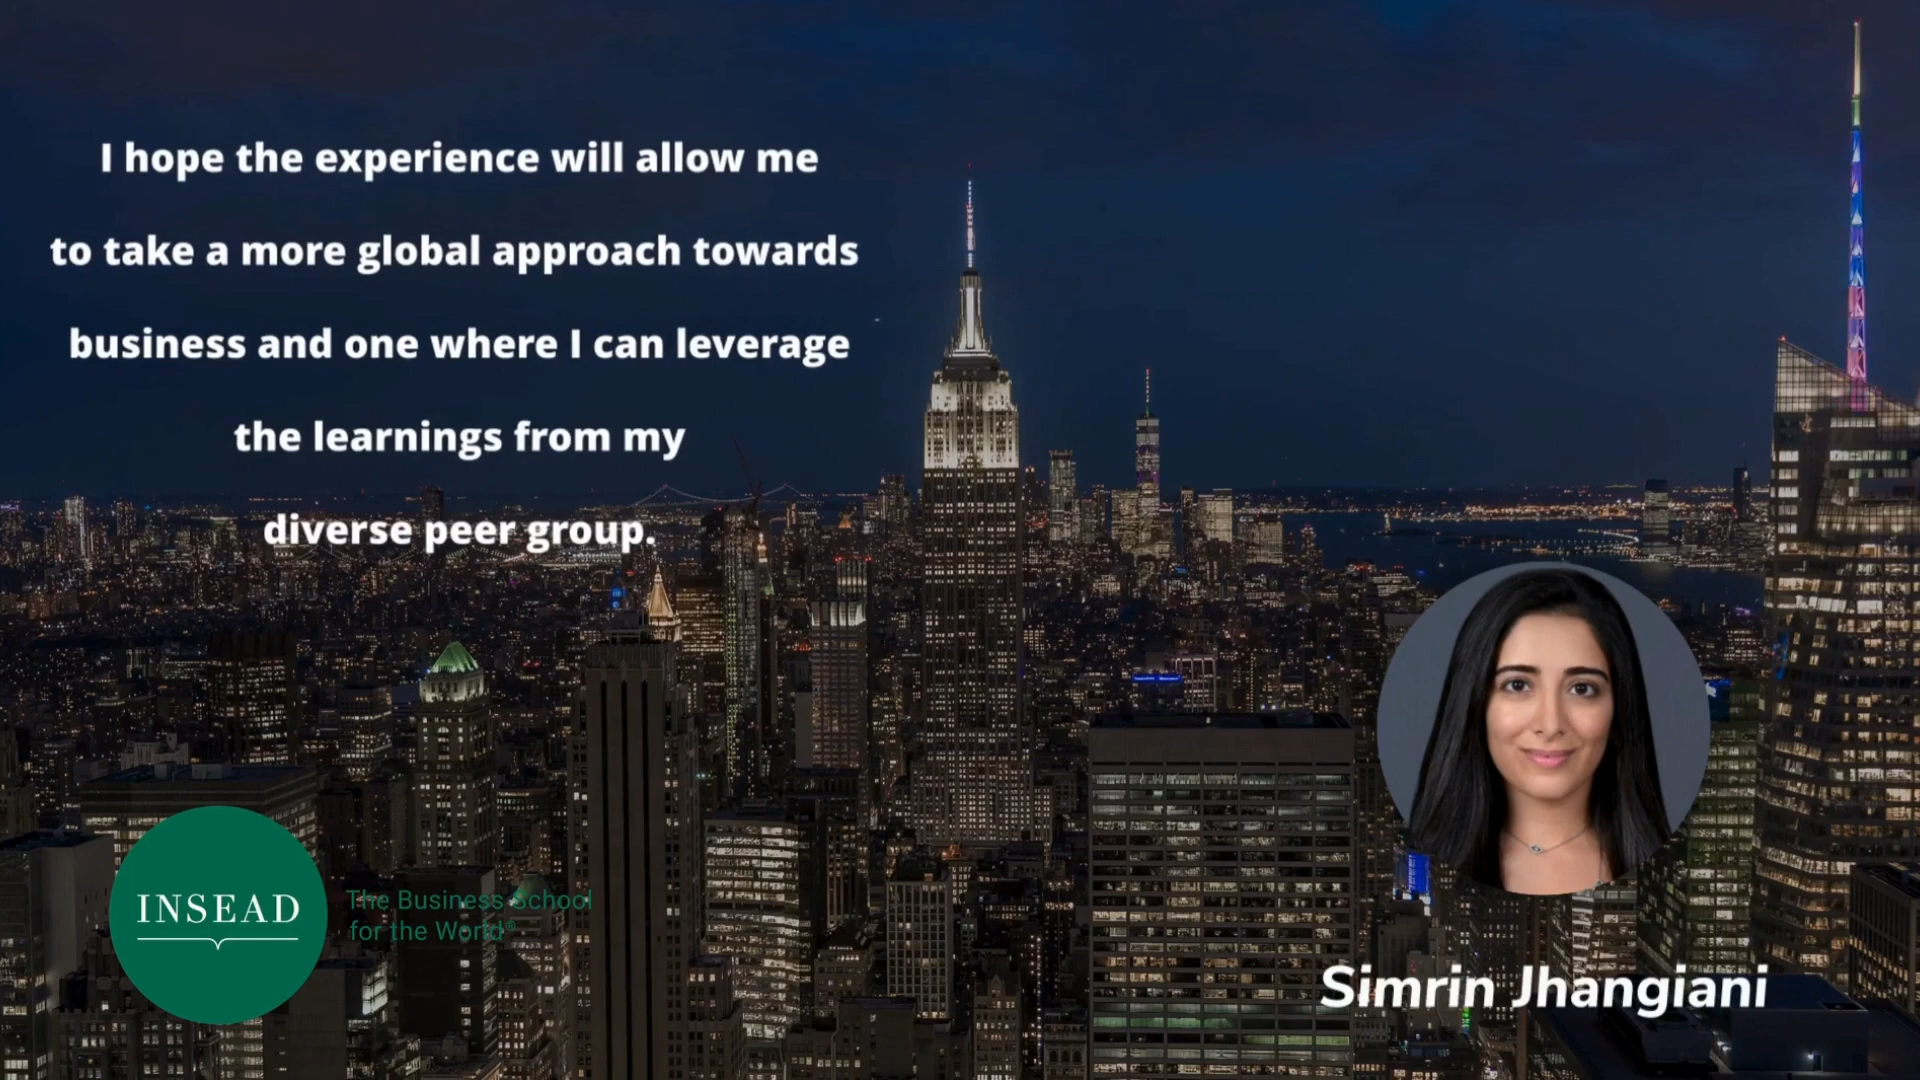 I hope the experience will allow me
to take a more global approach towards
business and one where I can leverage
the learnings from my
diverse peer group.
INSEAD
The Business School
for the World®
Simrin Jhangiani